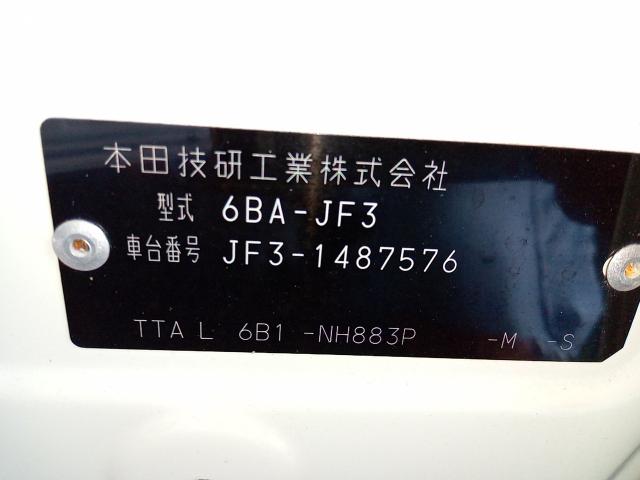 本田技研工業株式会社
型式 6BA-JF3
車台番号 JF3-1487576
TTA L 6B1 -NH883P -M -S